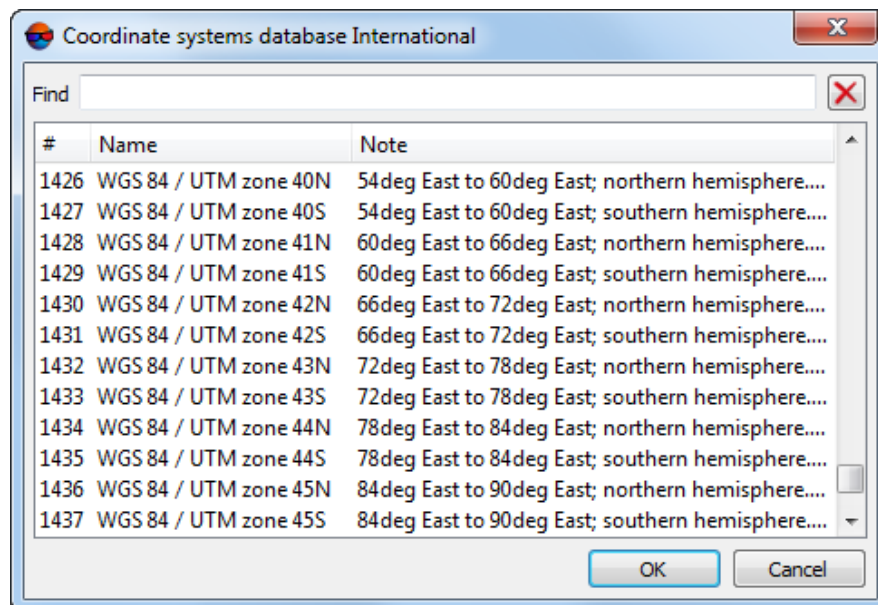 Coordinate systems database International
Find
# Name Note
1426 WGS 84 / UTM zone 40N 54deg East to 60deg East; northern hemisphere....
1427 WGS 84 / UTM zone 40S 54deg East to 60deg East; southern hemisphere....
1428 WGS 84 / UTM zone 41N 60deg East to 66deg East; northern hemisphere....
1429 WGS 84 / UTM zone 41S 60deg East to 66deg East; southern hemisphere....
1430 WGS 84 / UTM zone 42N 66deg East to 72deg East; northern hemisphere....
1431 WGS 84 / UTM zone 42S 66deg East to 72deg East; southern hemisphere....
1432 WGS 84 / UTM zone 43N 72deg East to 78deg East; northern hemisphere....
1433 WGS 84 / UTM zone 43S 72deg East to 78deg East; southern hemisphere....
1434 WGS 84 / UTM zone 44N 78deg East to 84deg East; northern hemisphere....
1435 WGS 84 / UTM zone 44S 78deg East to 84deg East; southern hemisphere....
1436 WGS 84 / UTM zone 45N 84deg East to 90deg East; northern hemisphere....
1437 WGS 84 / UTM zone 45S 84deg East to 90deg East; southern hemisphere....
OK Cancel